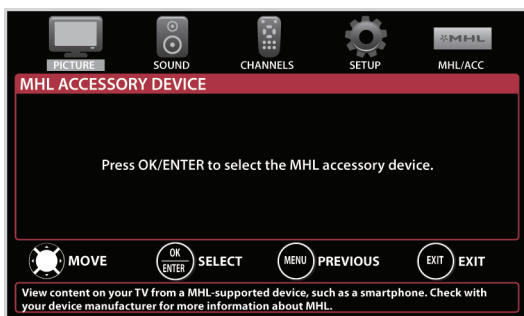 PICTURE SOUND CHANNELS SETUP MHL/ACC
MHL
MHL ACCESSORY DEVICE
Press OK/ENTER to select the MHL accessory device.
MOVE OK ENTER SELECT MENU PREVIOUS EXIT EXIT
View content on your TV from a MHL-supported device, such as a smartphone. Check with
your device manufacturer for more information about MHL.